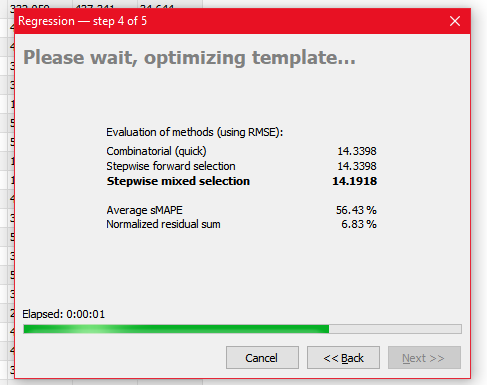 Regression — step 4 of 5
Please wait, optimizing template...
Evaluation of methods (using RMSE):
Combinatorial (quick) 14.3398
Stepwise forward selection 14.3398
Stepwise mixed selection 14.1918
Average sMAPE 56.43 %
Normalized residual sum 6.83 %
Elapsed: 0:00:01
Cancel << Back Next >>